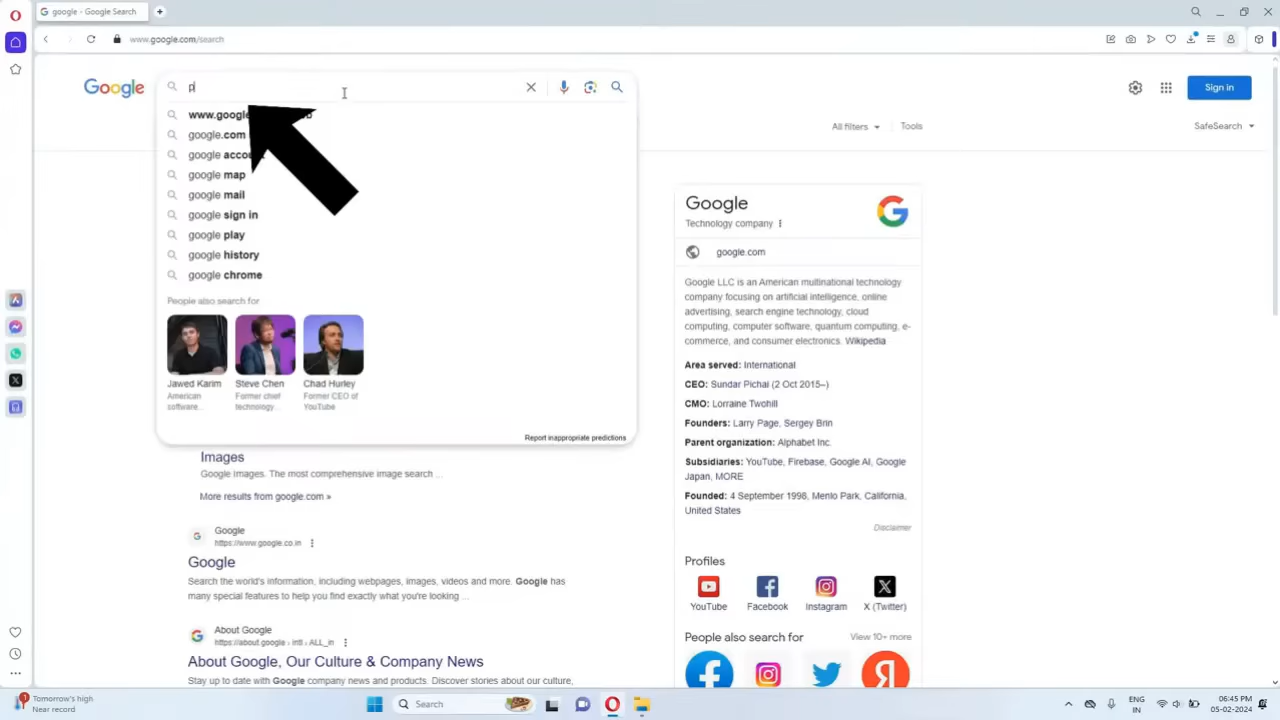 google - Google Search
www.google.com/search
Google
p
Sign in
www.google
google.com
google
google map
google mail
google sign in
google play
google history
google chrome
People also search for
Jawed Karim
American
software...
Steve Chen
Former chief
technology...
Chad Hurley
Former CEO of
YouTube
Report inappropriate predictions
All filters
Tools
SafeSearch
Images
Google Images. The most comprehensive image search ...
More results from google.com »
Google
https://www.google.co.in
Google
Search the world's information, including webpages, images, videos and more. Google has
many special features to help you find exactly what you're looking ...
About Google
https://about.google › intl › ALL_in
About Google, Our Culture & Company News
Stay up to date with Google company news and products. Discover stories about our culture,
Google
Technology company
google.com
Google LLC is an American multinational technology
company focusing on artificial intelligence, online
advertising, search engine technology, cloud
computing, computer software, quantum computing, e-
commerce, and consumer electronics. Wikipedia
Area served: International
CEO: Sundar Pichai (2 Oct 2015–)
CMO: Lorraine Twohill
Founders: Larry Page, Sergey Brin
Parent organization: Alphabet Inc.
Subsidiaries: YouTube, Firebase, Google AI, Google
Japan, MORE
Founded: 4 September 1998, Menlo Park, California,
United States
Disclaimer
Profiles
YouTube
Facebook
Instagram
X (Twitter)
People also search for
View 10+ more
1
Tomorrow's high
Near record
Search
ENG
IN
06:45 PM
05-02-2024